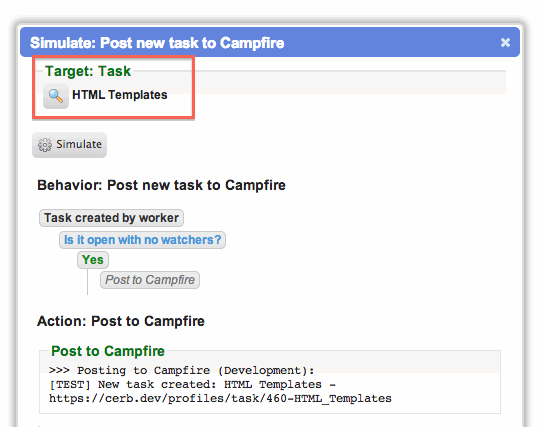 Simulate: Post new task to Campfire
Target: Task
HTML Templates
Simulate
Behavior: Post new task to Campfire
Task created by worker
Is it open with no watchers?
Yes
Post to Campfire
Action: Post to Campfire
Post to Campfire
>>> Posting to Campfire (Development):
[TEST] New task created: HTML Templates -
https://cerb.dev/profiles/task/460-HTML_Templates